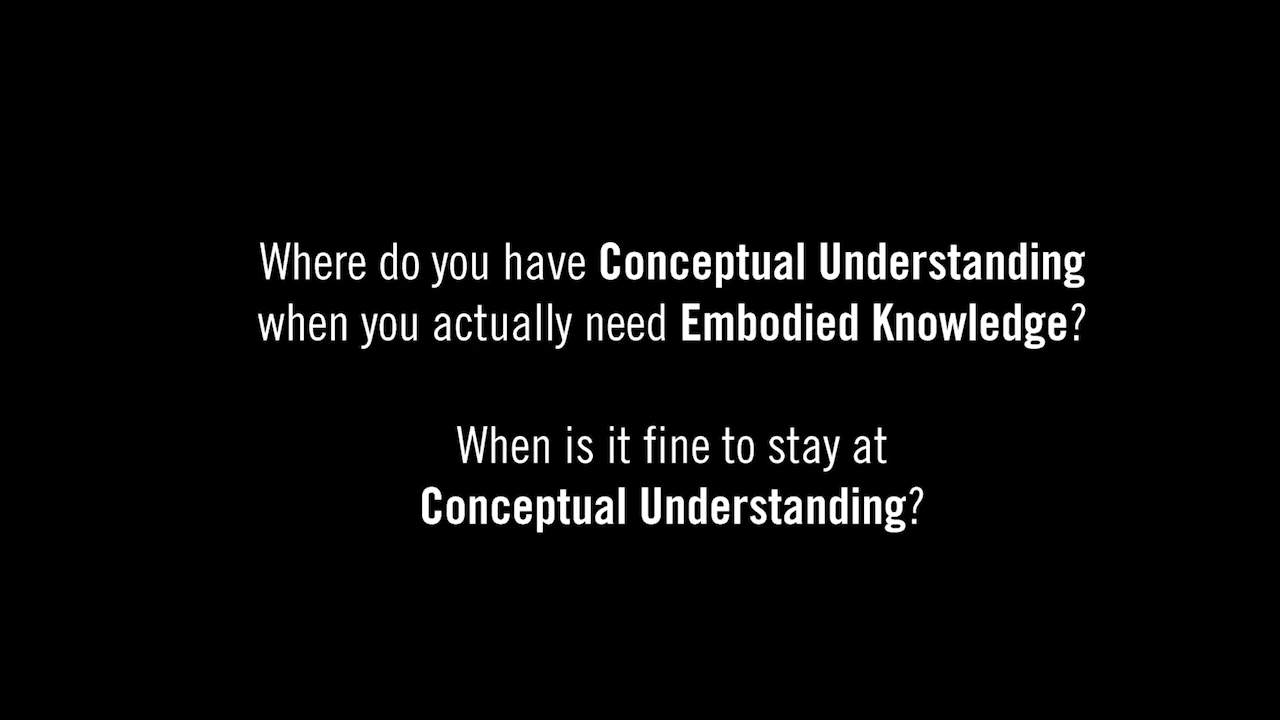 Where do you have Conceptual Understanding
when you actually need Embodied Knowledge?
When is it fine to stay at
Conceptual Understanding?